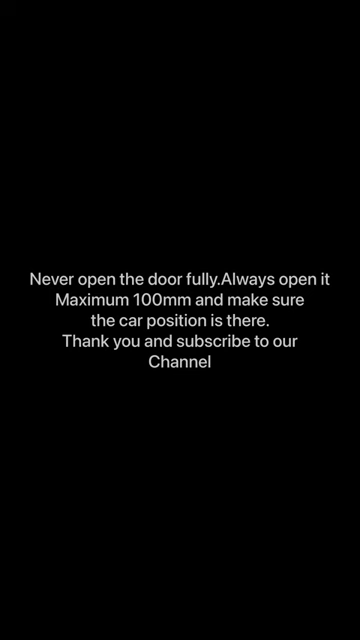 Never open the door fully.Always open it
Maximum 100mm and make sure
the car position is there.
Thank you and subscribe to our
Channel